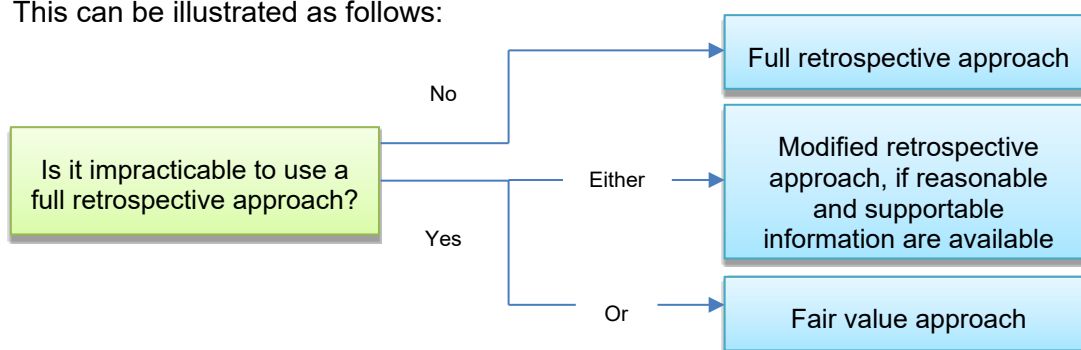 This can be illustrated as follows:
Full retrospective approach
No
Is it impracticable to use a
full retrospective approach?
Either
Modified retrospective
approach, if reasonable
and supportable
information are available
Yes
Or
Fair value approach